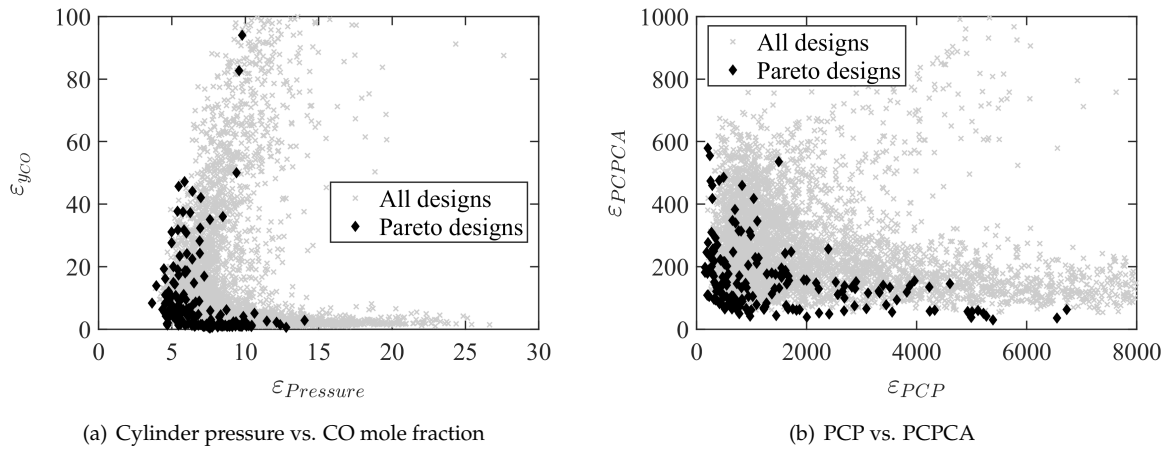 100
80
60
40
20
0
ε_{y_{CO}}
All designs
Pareto designs
0 5 10 15 20 25 30
ε_{Pressure}
(a) Cylinder pressure vs. CO mole fraction
1000
800
600
400
200
0
ε_{PCPCA}
All designs
Pareto designs
0 2000 4000 6000 8000
ε_{PCP}
(b) PCP vs. PCPCA